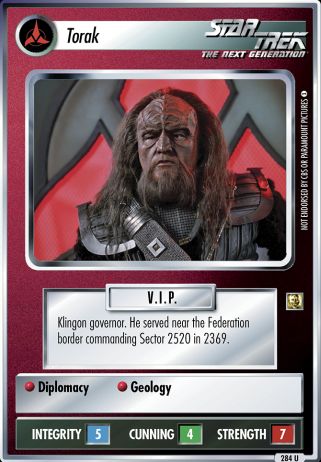 Torak
STAR TREK
THE NEXT GENERATION
NOT ENDORSED BY CBS OR PARAMOUNT PICTURES
V.I.P.
Klingon governor. He served near the Federation
border commanding Sector 2520 in 2369.
Diplomacy Geology
INTEGRITY 5 CUNNING 4 STRENGTH 7
284 U